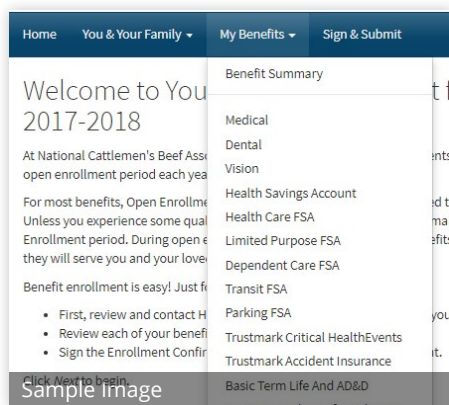 Home You & Your Family My Benefits Sign & Submit
Welcome to You
2017-2018
At National Cattlemen's Beef Asso
open enrollment period each yea
For most benefits, Open Enrollme
Unless you experience some qual
Enrollment period. During open e
they will serve you and your love
Benefit enrollment is easy! Just fo
First, review and contact H
Review each of your benefi
Sign the Enrollment Confir
Click Next to begin.
Benefit Summary
Medical
Dental
Vision
Health Savings Account
Health Care FSA
Limited Purpose FSA
Dependent Care FSA
Transit FSA
Parking FSA
Trustmark Critical HealthEvents
Trustmark Accident Insurance
Basic Term Life And AD&D
Sample Image